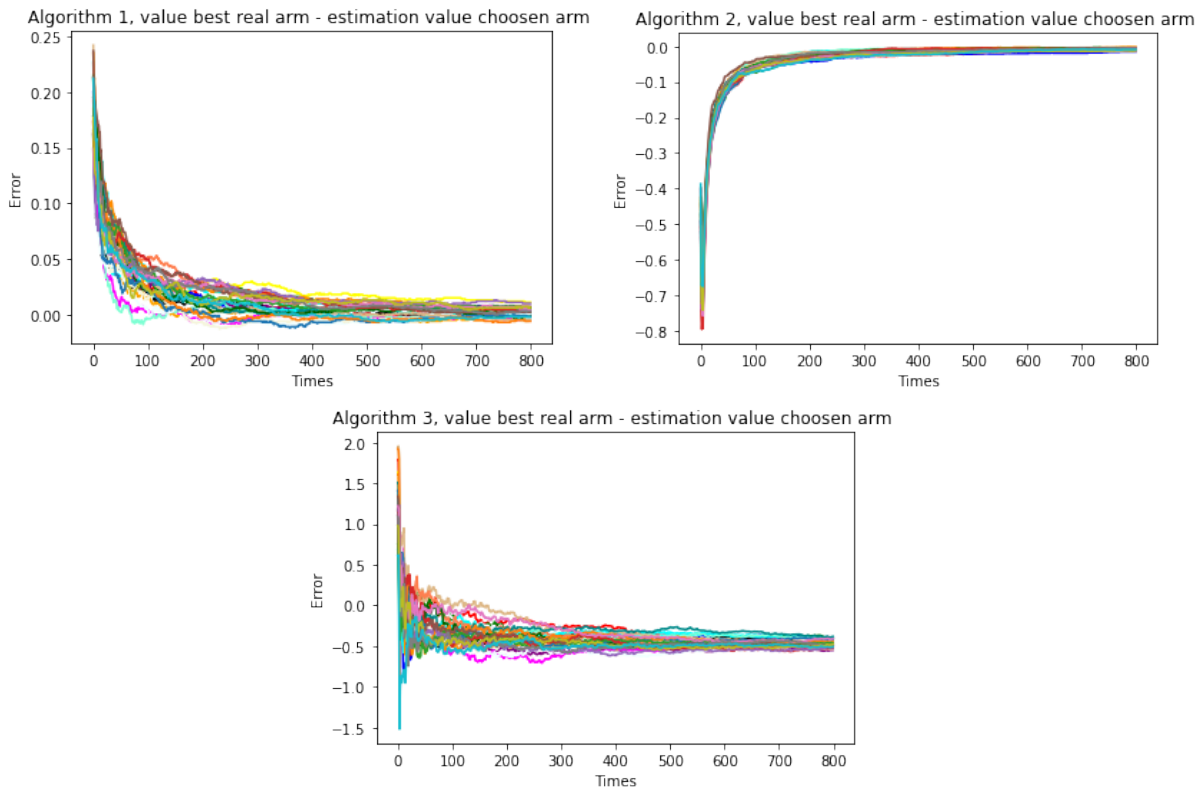 Algorithm 1, value best real arm - estimation value choosen arm
0.25
0.20
0.15
0.10
0.05
0.00
Error
0 100 200 300 400 500 600 700 800
Times
Algorithm 2, value best real arm - estimation value choosen arm
0.0
−0.1
−0.2
−0.3
−0.4
−0.5
−0.6
−0.7
−0.8
Error
0 100 200 300 400 500 600 700 800
Times
Algorithm 3, value best real arm - estimation value choosen arm
2.0
1.5
1.0
0.5
0.0
−0.5
−1.0
−1.5
Error
0 100 200 300 400 500 600 700 800
Times